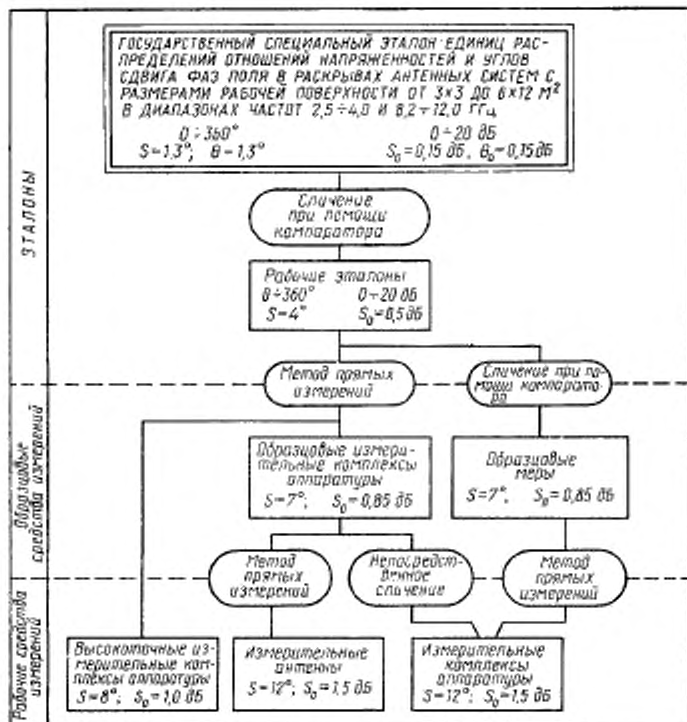 ГОСУДАРСТВЕННЫЙ СПЕЦИАЛЬНЫЙ ЭТАЛОН ЕДИНИЦ РАС-
ПРЕДЕЛЕНИЙ ОТНОШЕНИЙ НАПРЯЖЕННОСТЕЙ И УГЛОВ
СДВИГА ФАЗ ПОЛЯ В РАСКРЫВАХ АНТЕННЫХ СИСТЕМ С
РАЗМЕРАМИ РАБОЧЕЙ ПОВЕРХНОСТИ ОТ 3×3 ДО 6×12 М²
В ДИАПАЗОНАХ ЧАСТОТ 2,5÷4,0 И 8,2÷12,0 ГГц
0÷360° 0÷20 дБ
S=1,3°; θ=1,3° S₀=0,15 дБ, θ₀=0,15 дБ
ЭТАЛОНЫ
Сличение
при помощи
компаратора
Рабочие эталоны
0÷360° 0÷20 дБ
S=4° S₀=0,5 дБ
Метод прямых
измерений
Сличение при по-
мощи компарато-
ра
Образцовые
средства измерений
Образцовые измери-
тельные комплексы
аппаратуры
S=7°; S₀=0,85 дБ
Образцовые
меры
S=7°, S₀=0,85 дБ
Метод
прямых
измерений
Непосредст-
венное
сличение
Метод
прямых
измерений
Рабочие средства
измерений
Высокоточные из-
мерительные ком-
плексы аппаратуры
S=8°; S₀=1,0 дБ
Измерительные
антенны
S=12°; S₀=1,5 дБ
Измерительные
комплексы
аппаратуры
S=12°; S₀=1,5 дБ